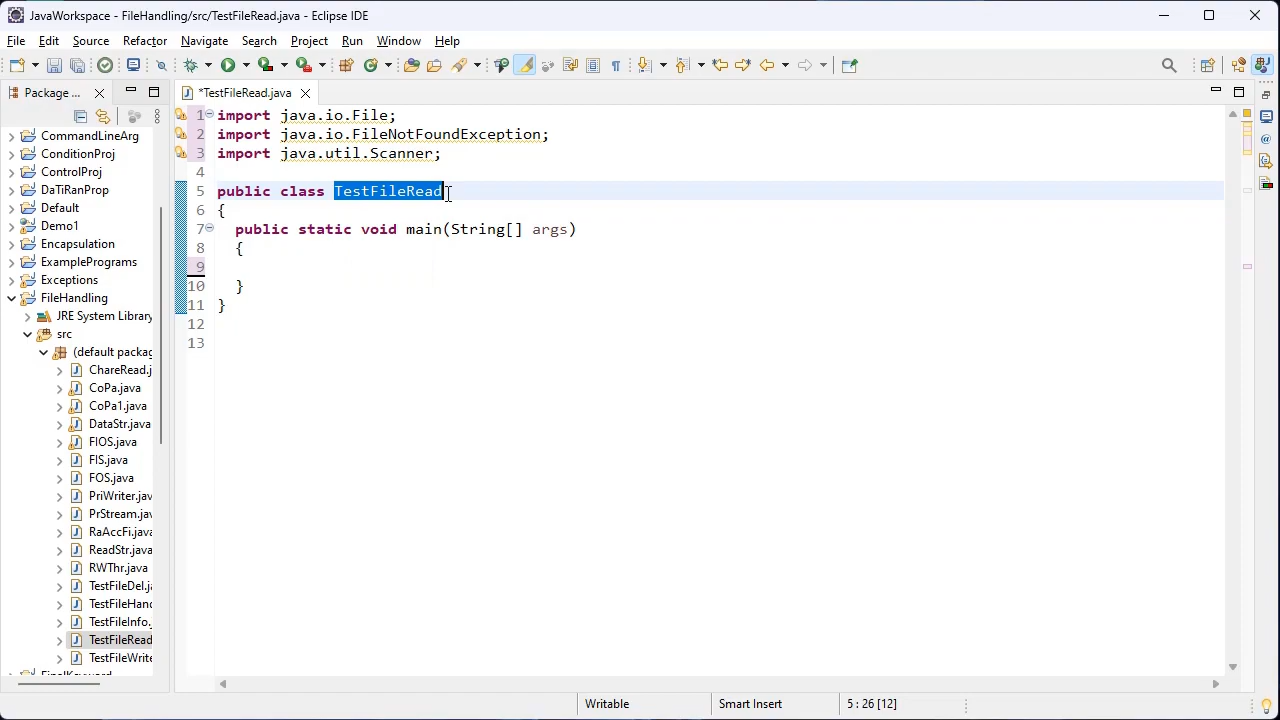 JavaWorkspace - FileHandling/src/TestFileRead.java - Eclipse IDE
File Edit Source Refactor Navigate Search Project Run Window Help
Package ...
*TestFileRead.java
CommandLineArg
ConditionProj
ControlProj
DaTiRanProp
Default
Demo1
Encapsulation
ExamplePrograms
Exceptions
FileHandling
JRE System Library
src
(default packag
ChareRead.j
CoPa.java
CoPa1.java
DataStr.java
FIOS.java
FIS.java
FOS.java
PriWriter.jav
PrStream.jav
RaAccFi.java
ReadStr.java
RWThr.java
TestFileDel.ja
TestFileHand
TestFileInfo.
TestFileRead
TestFileWrite
FinalKeyword
1 import java.io.File;
2 import java.io.FileNotFoundException;
3 import java.util.Scanner;
4
5 public class TestFileRead
6 {
7 public static void main(String[] args)
8 {
9
10 }
11 }
12
13
Writable Smart Insert 5 : 26 [12]